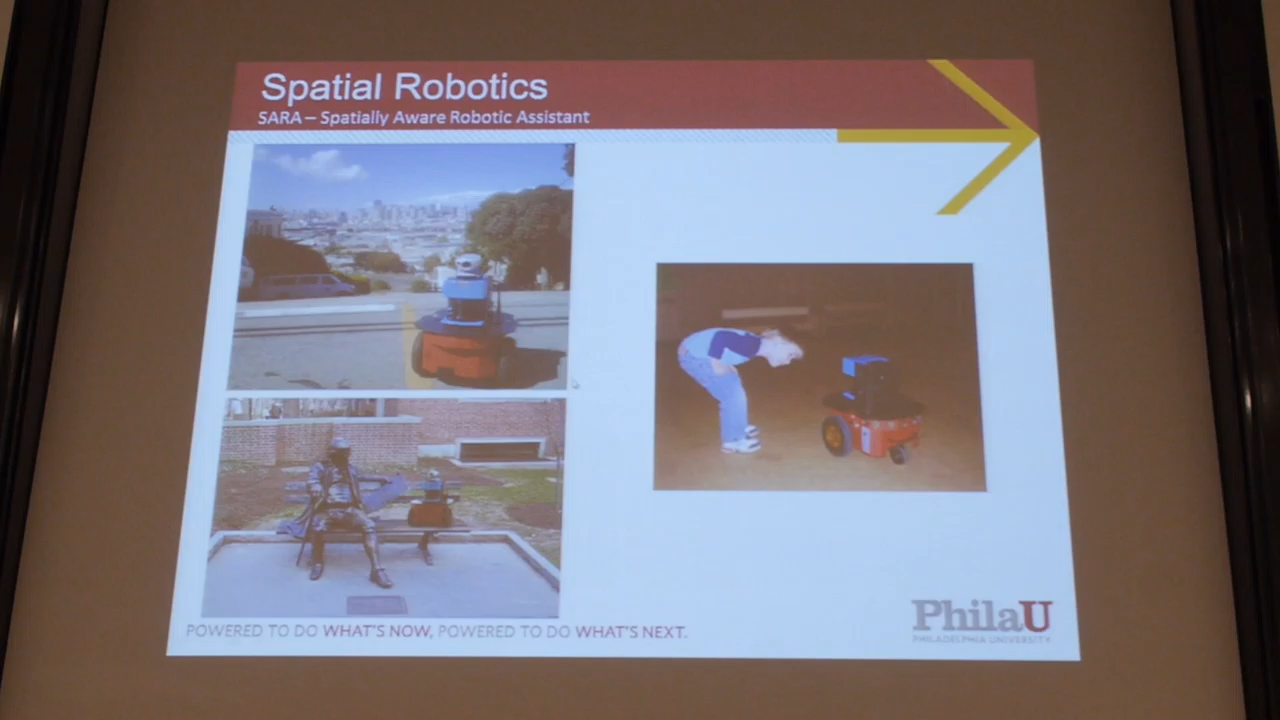 Spatial Robotics
SARA – Spatially Aware Robotic Assistant
POWERED TO DO WHAT'S NOW, POWERED TO DO WHAT'S NEXT.
PhilaU
PHILADELPHIA UNIVERSITY